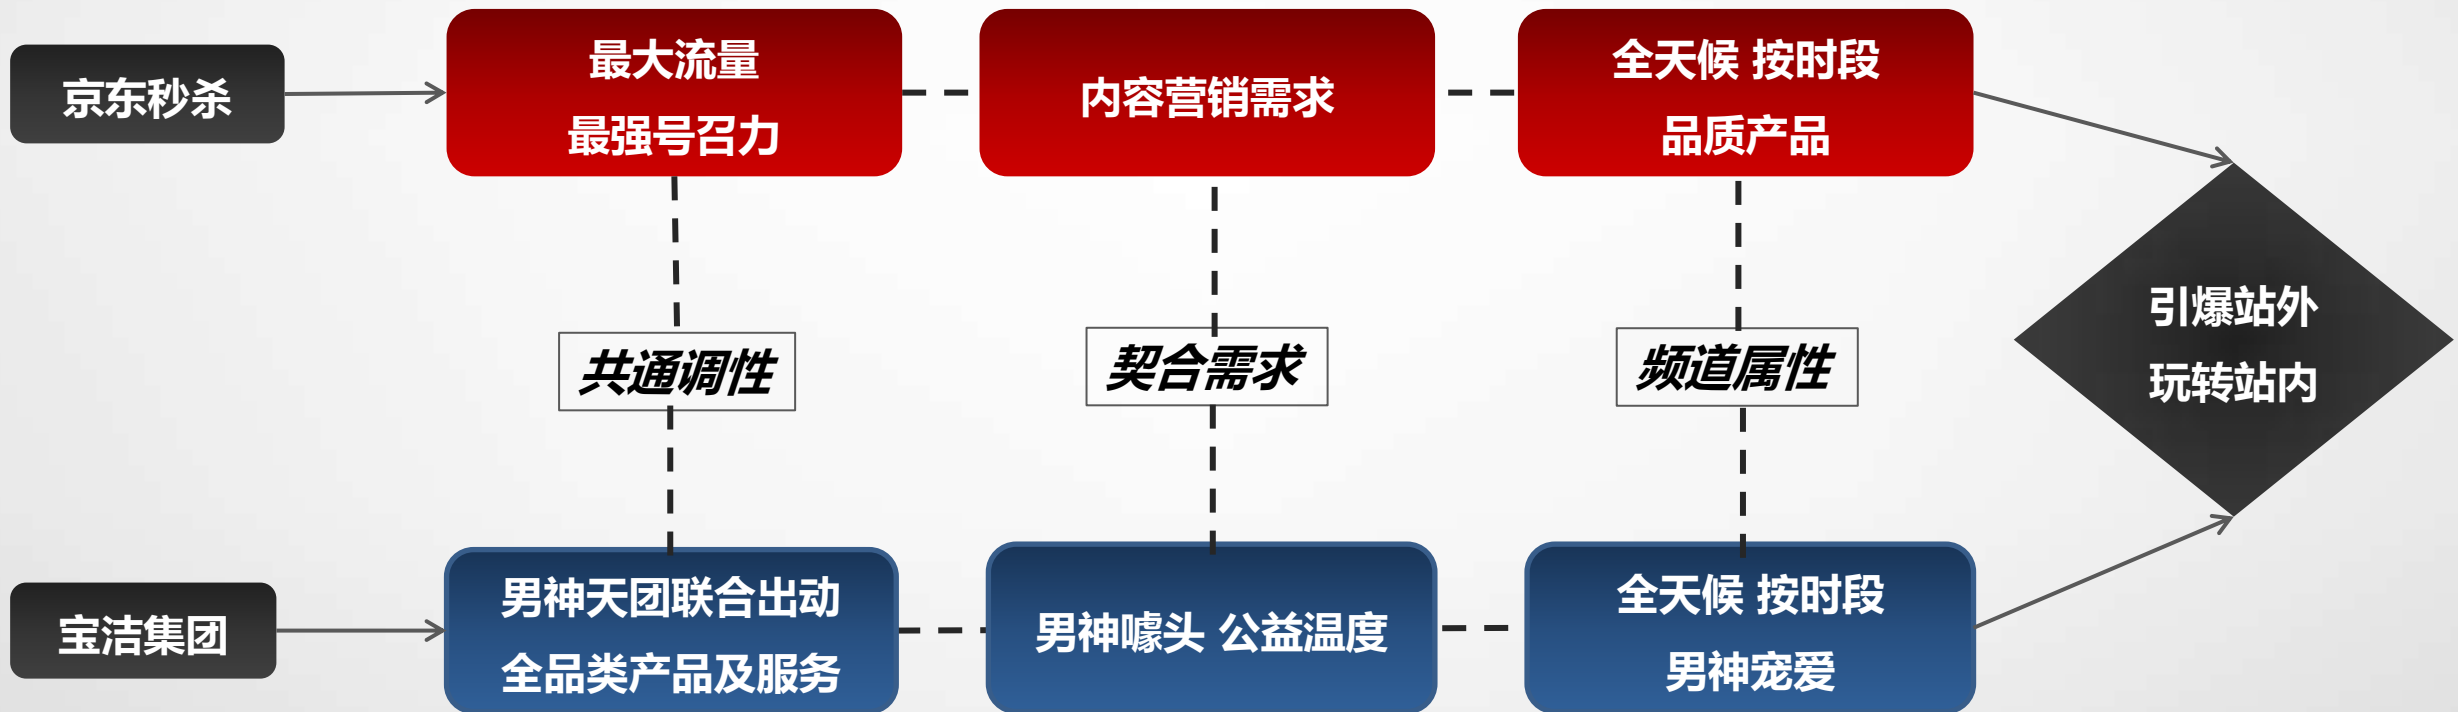 京东秒杀
最大流量
最强号召力
内容营销需求
全天候 按时段
品质产品
共通调性
契合需求
频道属性
引爆站外
玩转站内
宝洁集团
男神天团联合出动
全品类产品及服务
男神噱头 公益温度
全天候 按时段
男神宠爱